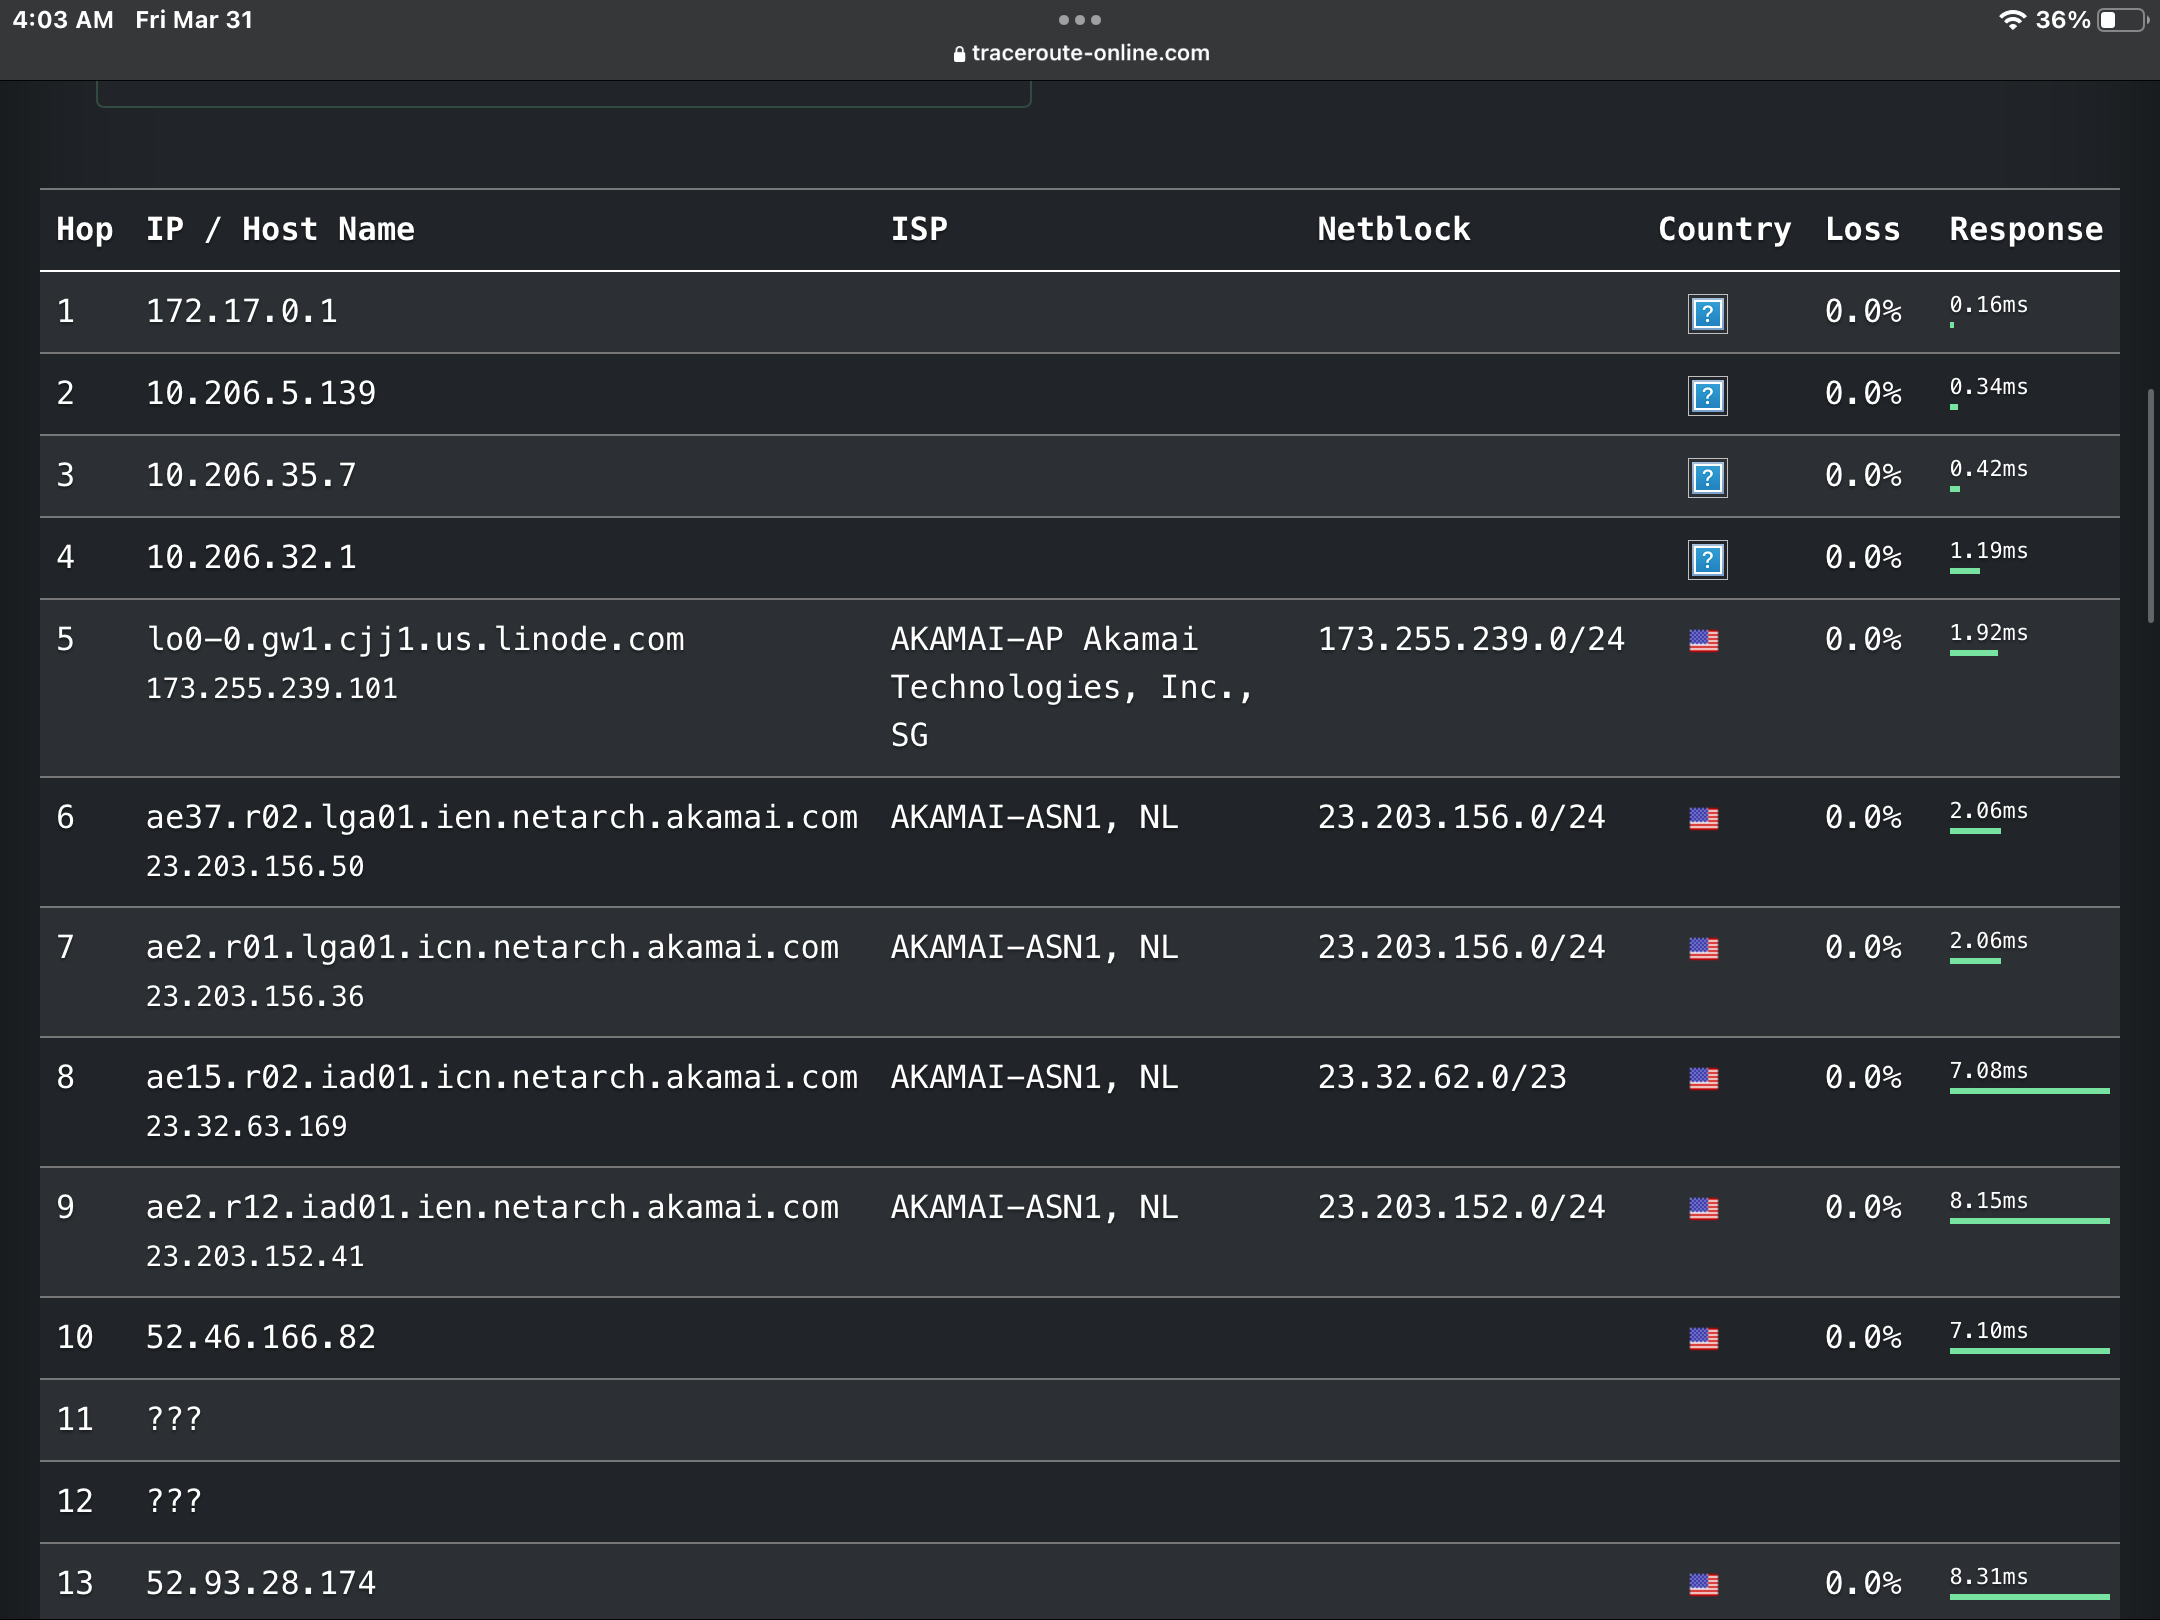 4:03 AM Fri Mar 31
36%
traceroute-online.com
Hop IP / Host Name ISP Netblock Country Loss Response
1 172.17.0.1 0.0% 0.16ms
2 10.206.5.139 0.0% 0.34ms
3 10.206.35.7 0.0% 0.42ms
4 10.206.32.1 0.0% 1.19ms
5 lo0-0.gw1.cjj1.us.linode.com AKAMAI-AP Akamai 173.255.239.0/24 0.0% 1.92ms
173.255.239.101 Technologies, Inc.,
SG
6 ae37.r02.lga01.ien.netarch.akamai.com AKAMAI-ASN1, NL 23.203.156.0/24 0.0% 2.06ms
23.203.156.50
7 ae2.r01.lga01.icn.netarch.akamai.com AKAMAI-ASN1, NL 23.203.156.0/24 0.0% 2.06ms
23.203.156.36
8 ae15.r02.iad01.icn.netarch.akamai.com AKAMAI-ASN1, NL 23.32.62.0/23 0.0% 7.08ms
23.32.63.169
9 ae2.r12.iad01.ien.netarch.akamai.com AKAMAI-ASN1, NL 23.203.152.0/24 0.0% 8.15ms
23.203.152.41
10 52.46.166.82 0.0% 7.10ms
11 ???
12 ???
13 52.93.28.174 0.0% 8.31ms